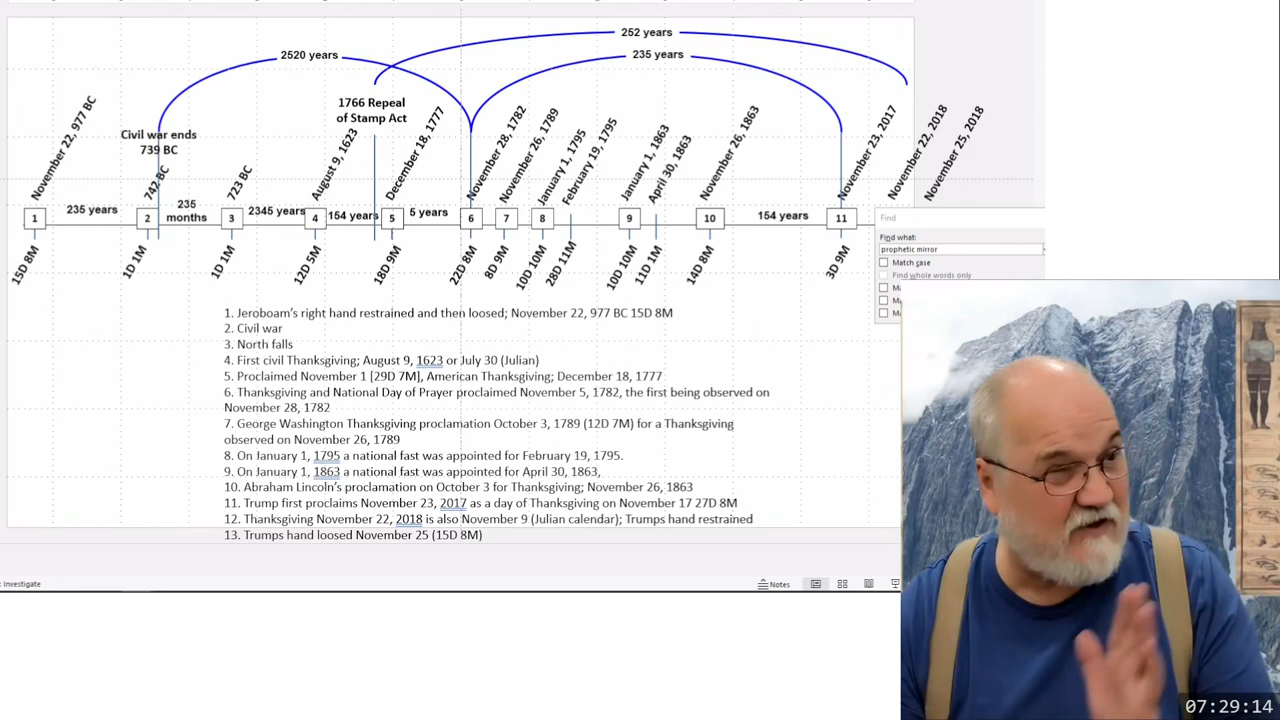 252 years
2520 years
235 years
1766 Repeal
of Stamp Act
Civil war ends
739 BC
November 22, 977 BC
742 BC
723 BC
August 9, 1623
December 18, 1777
November 28, 1782
November 26, 1789
January 1, 1795
February 19, 1795
January 1, 1863
April 30, 1863
November 26, 1863
November 23, 2017
November 22, 2018
November 25, 2018
1
235 years
2
235
months
3
2345 years
4
154 years
5
5 years
6
7
8
9
10
154 years
11
15D 8M
1D 1M
1D 1M
12D 5M
18D 9M
22D 8M
8D 9M
10D 10M
28D 11M
10D 10M
11D 1M
14D 8M
3D 9M
Find
Find what:
prophetic mirror
Match case
Find whole words only
1. Jeroboam's right hand restrained and then loosed; November 22, 977 BC 15D 8M
2. Civil war
3. North falls
4. First civil Thanksgiving; August 9, 1623 or July 30 (Julian)
5. Proclaimed November 1 [29D 7M], American Thanksgiving; December 18, 1777
6. Thanksgiving and National Day of Prayer proclaimed November 5, 1782, the first being observed on
November 28, 1782
7. George Washington Thanksgiving proclamation October 3, 1789 (12D 7M) for a Thanksgiving
observed on November 26, 1789
8. On January 1, 1795 a national fast was appointed for February 19, 1795.
9. On January 1, 1863 a national fast was appointed for April 30, 1863,
10. Abraham Lincoln's proclamation on October 3 for Thanksgiving; November 26, 1863
11. Trump first proclaims November 23, 2017 as a day of Thanksgiving on November 17 27D 8M
12. Thanksgiving November 22, 2018 is also November 9 (Julian calendar); Trumps hand restrained
13. Trumps hand loosed November 25 (15D 8M)
: Investigate
Notes
07:29:14